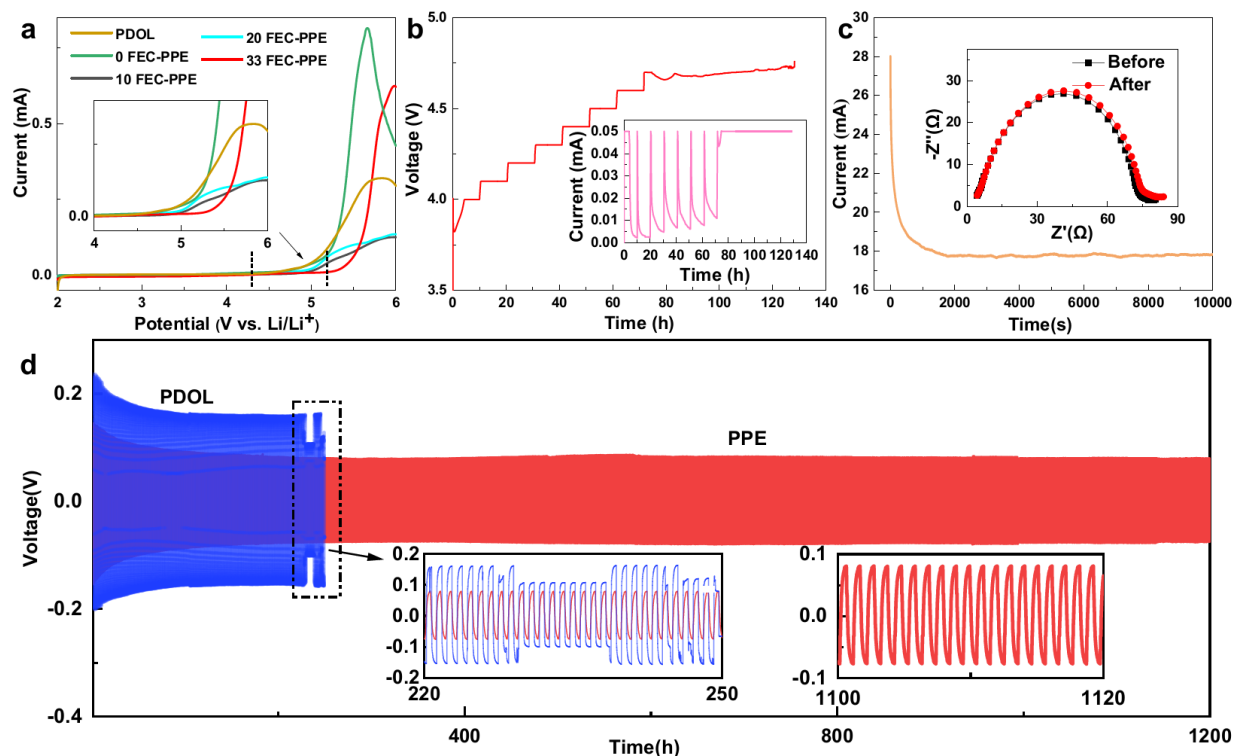 a
PDOL
0 FEC-PPE
10 FEC-PPE
20 FEC-PPE
33 FEC-PPE
Current (mA)
0.5
0.0
0.0
4
5
6
2
3
4
5
6
Potential (V vs. Li/Li+)
b
Voltage (V)
5.0
4.5
4.0
3.5
0
20
40
60
80
100
120
140
Time (h)
Current (mA)
0.05
0.04
0.03
0.02
0.01
0.00
0 10 20 30 40 50 60 70 80 90 100 110 120 130 140
Time (h)
c
Current (mA)
30
28
26
24
22
20
18
16
0
2000
4000
6000
8000
10000
Time(s)
Before
After
-Z''(Ω)
30
20
10
0
0
30
60
90
Z'(Ω)
d
PDOL
PPE
Voltage(V)
0.2
0.0
-0.2
-0.4
400
800
1200
Time(h)
0.2
0.1
0.0
-0.1
-0.2
220
250
0.1
0.0
-0.1
1100
1120